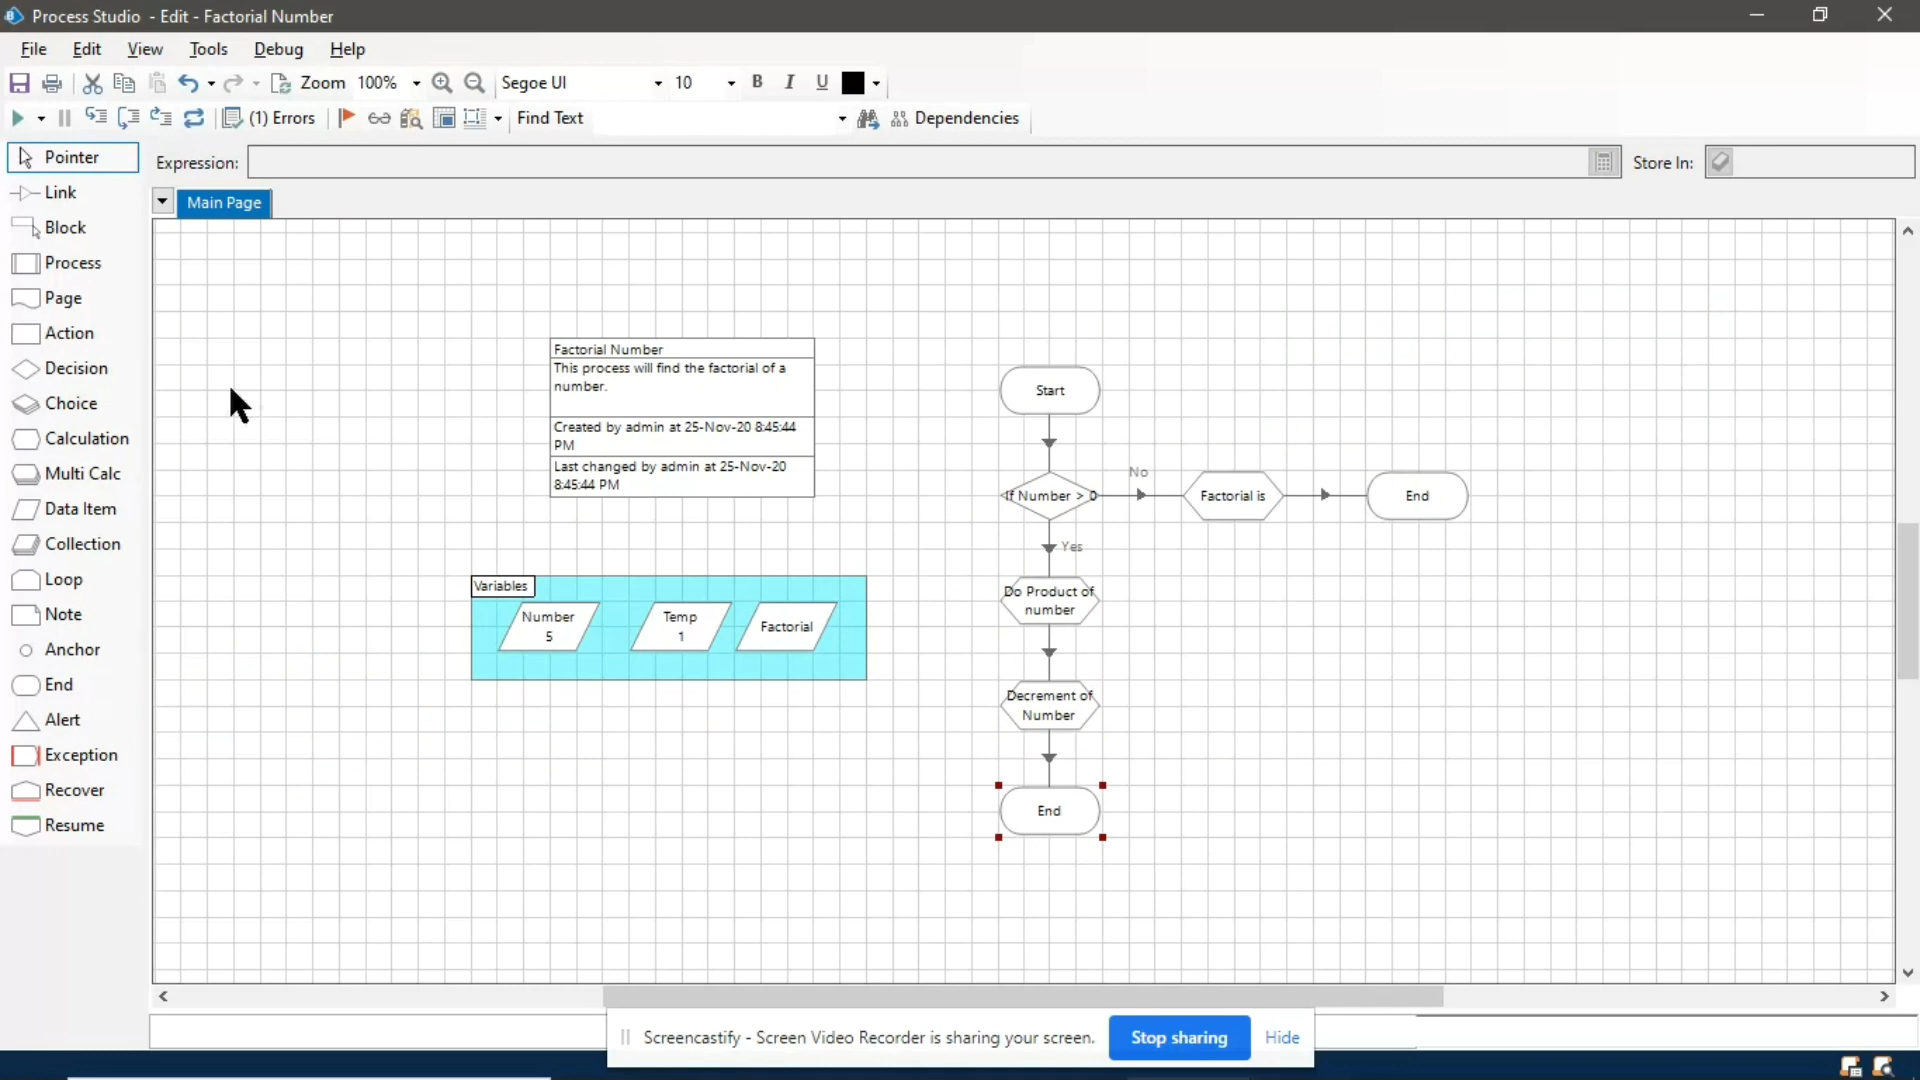 Process Studio - Edit - Factorial Number
File Edit View Tools Debug Help
Zoom 100% Segoe UI 10 B I U
(1) Errors Find Text Dependencies
Pointer
Link
Block
Process
Page
Action
Decision
Choice
Calculation
Multi Calc
Data Item
Collection
Loop
Note
Anchor
End
Alert
Exception
Recover
Resume
Expression:
Store In:
Main Page
Factorial Number
This process will find the factorial of a
number.
Created by admin at 25-Nov-20 8:45:44
PM
Last changed by admin at 25-Nov-20
8:45:44 PM
Variables
Number
5
Temp
1
Factorial
Start
If Number > 0
No
Factorial is
End
Yes
Do Product of
number
Decrement of
Number
End
Screencastify - Screen Video Recorder is sharing your screen.
Stop sharing
Hide